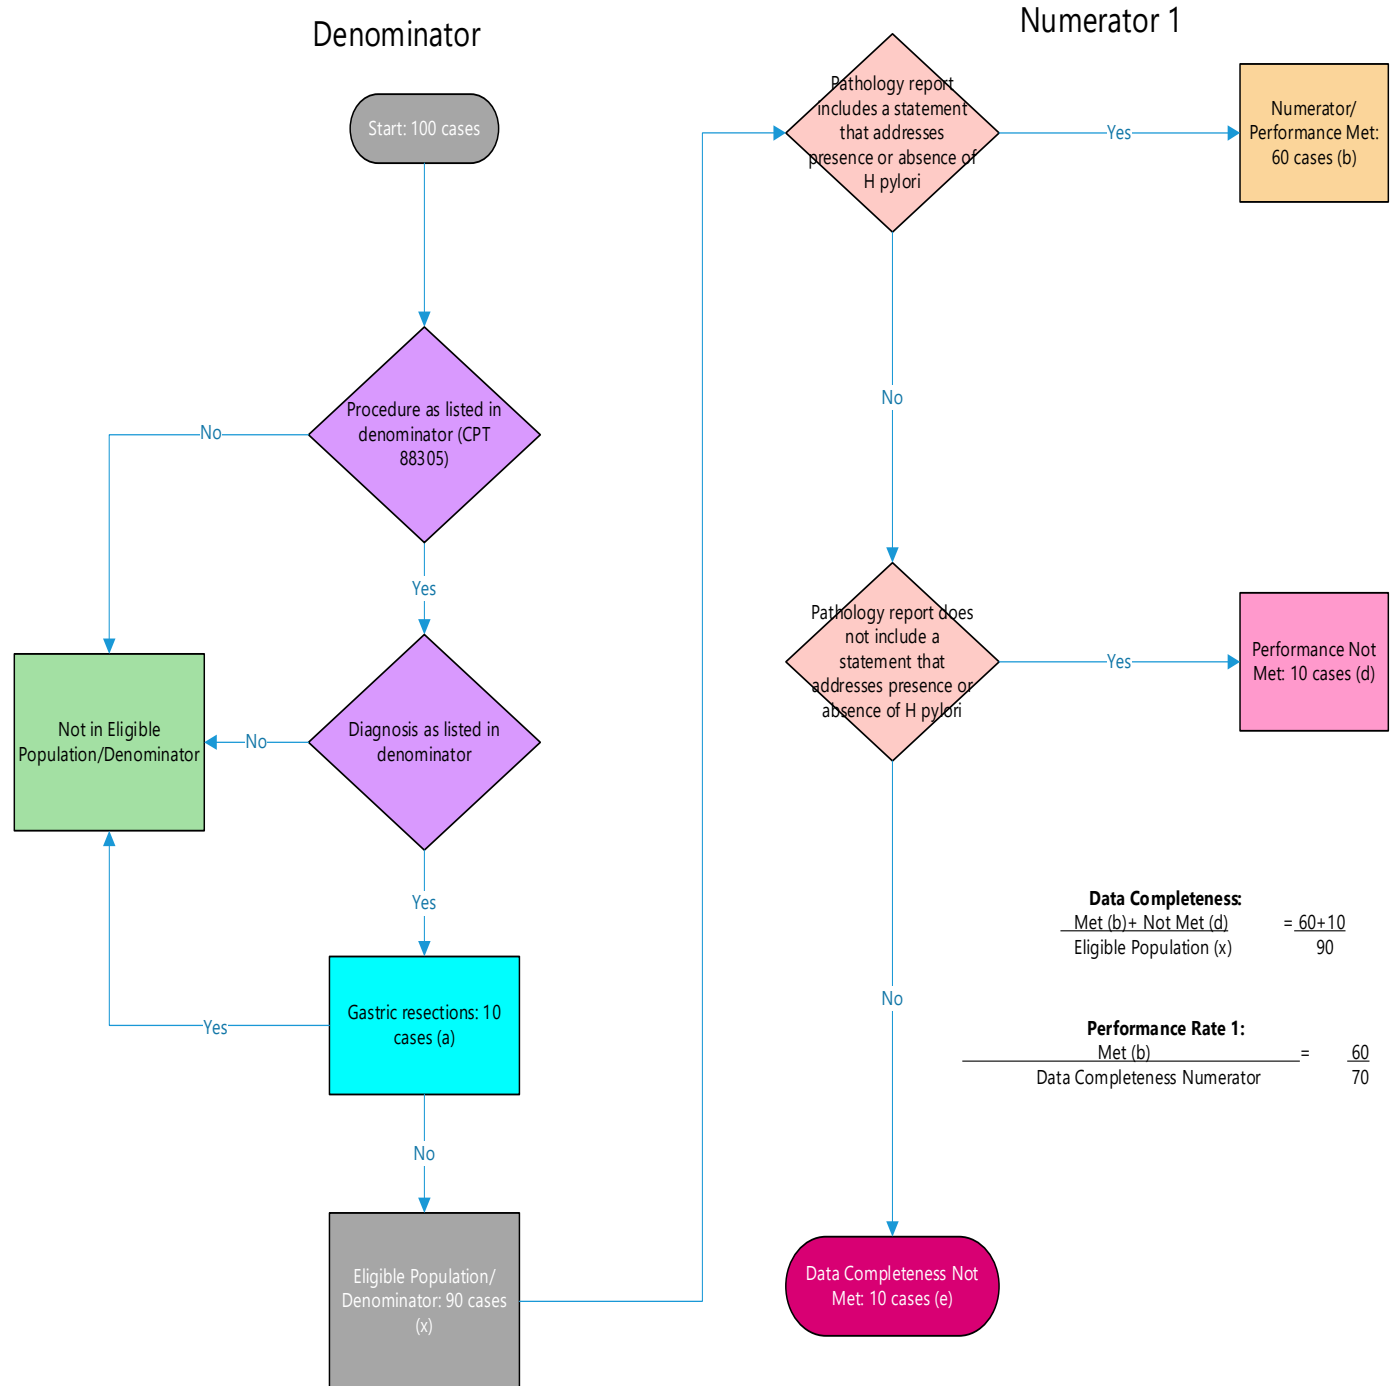 Denominator
Start: 100 cases
Procedure as listed in
denominator (CPT
88305)
No
Yes
Diagnosis as listed in
denominator
No
Not in Eligible
Population/Denominator
Yes
Gastric resections: 10
cases (a)
Yes
No
Eligible Population/
Denominator: 90 cases
(x)
Numerator 1
Pathology report
includes a statement
that addresses
presence or absence of
H pylori
Yes
Numerator/
Performance Met:
60 cases (b)
No
Pathology report does
not include a
statement that
addresses presence or
absence of H pylori
Yes
Performance Not
Met: 10 cases (d)
No
Data Completeness Not
Met: 10 cases (e)
Data Completeness:
Met (b)+ Not Met (d) = 60+10
Eligible Population (x) 90
Performance Rate 1:
Met (b) = 60
Data Completeness Numerator 70